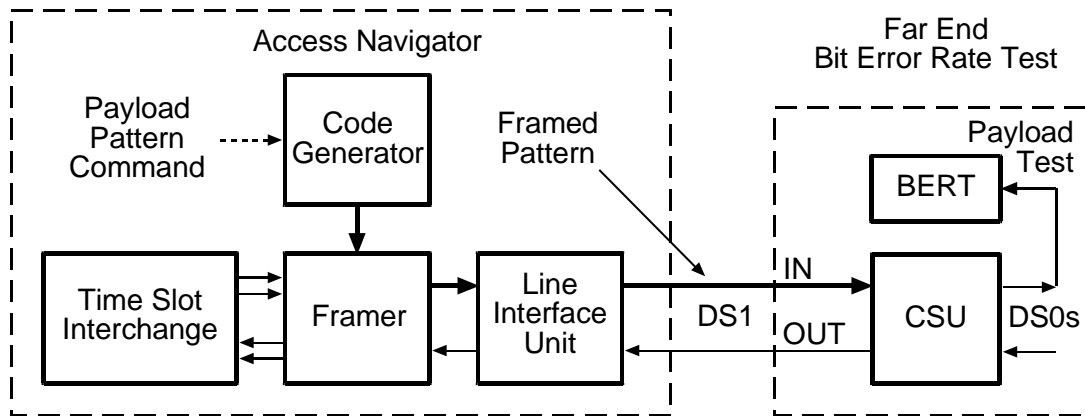 Access Navigator
Far End
Bit Error Rate Test
Payload
Pattern
Command
Code
Generator
Framed
Pattern
Payload
Test
BERT
Time Slot
Interchange
Framer
Line
Interface
Unit
DS1
IN
OUT
CSU
DS0s